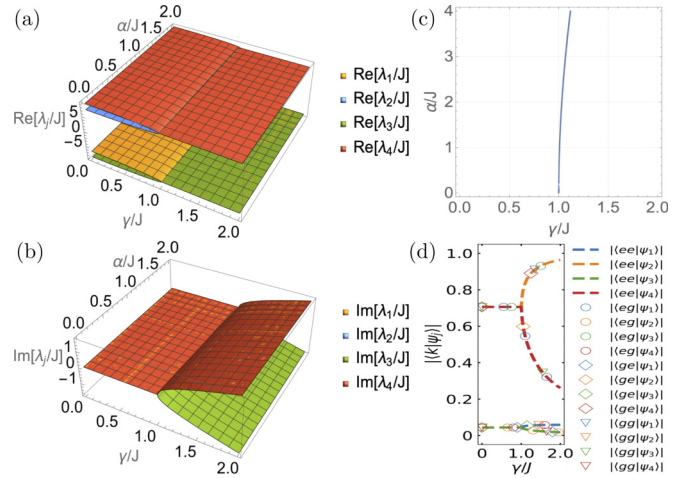 (a)
α/J
2.0
1.5
1.0
0.5
0.0
5
0
-5
Re[λj/J]
0.0
0.5
1.0
1.5
2.0
γ/J
Re[λ1/J]
Re[λ2/J]
Re[λ3/J]
Re[λ4/J]
(c)
4
3
2
1
0
α/J
0.0
0.5
1.0
1.5
2.0
γ/J
(b)
α/J
2.0
1.5
1.0
0.5
0.0
1
0
-1
Im[λj/J]
0.0
0.5
1.0
1.5
2.0
γ/J
Im[λ1/J]
Im[λ2/J]
Im[λ3/J]
Im[λ4/J]
(d)
1.0
0.8
0.6
0.4
0.2
0
|⟨k|ψj⟩|
0.0
1.0
2.0
γ/J
|⟨ee|ψ1⟩|
|⟨ee|ψ2⟩|
|⟨ee|ψ3⟩|
|⟨ee|ψ4⟩|
|⟨eg|ψ1⟩|
|⟨eg|ψ2⟩|
|⟨eg|ψ3⟩|
|⟨eg|ψ4⟩|
|⟨ge|ψ1⟩|
|⟨ge|ψ2⟩|
|⟨ge|ψ3⟩|
|⟨ge|ψ4⟩|
|⟨gg|ψ1⟩|
|⟨gg|ψ2⟩|
|⟨gg|ψ3⟩|
|⟨gg|ψ4⟩|